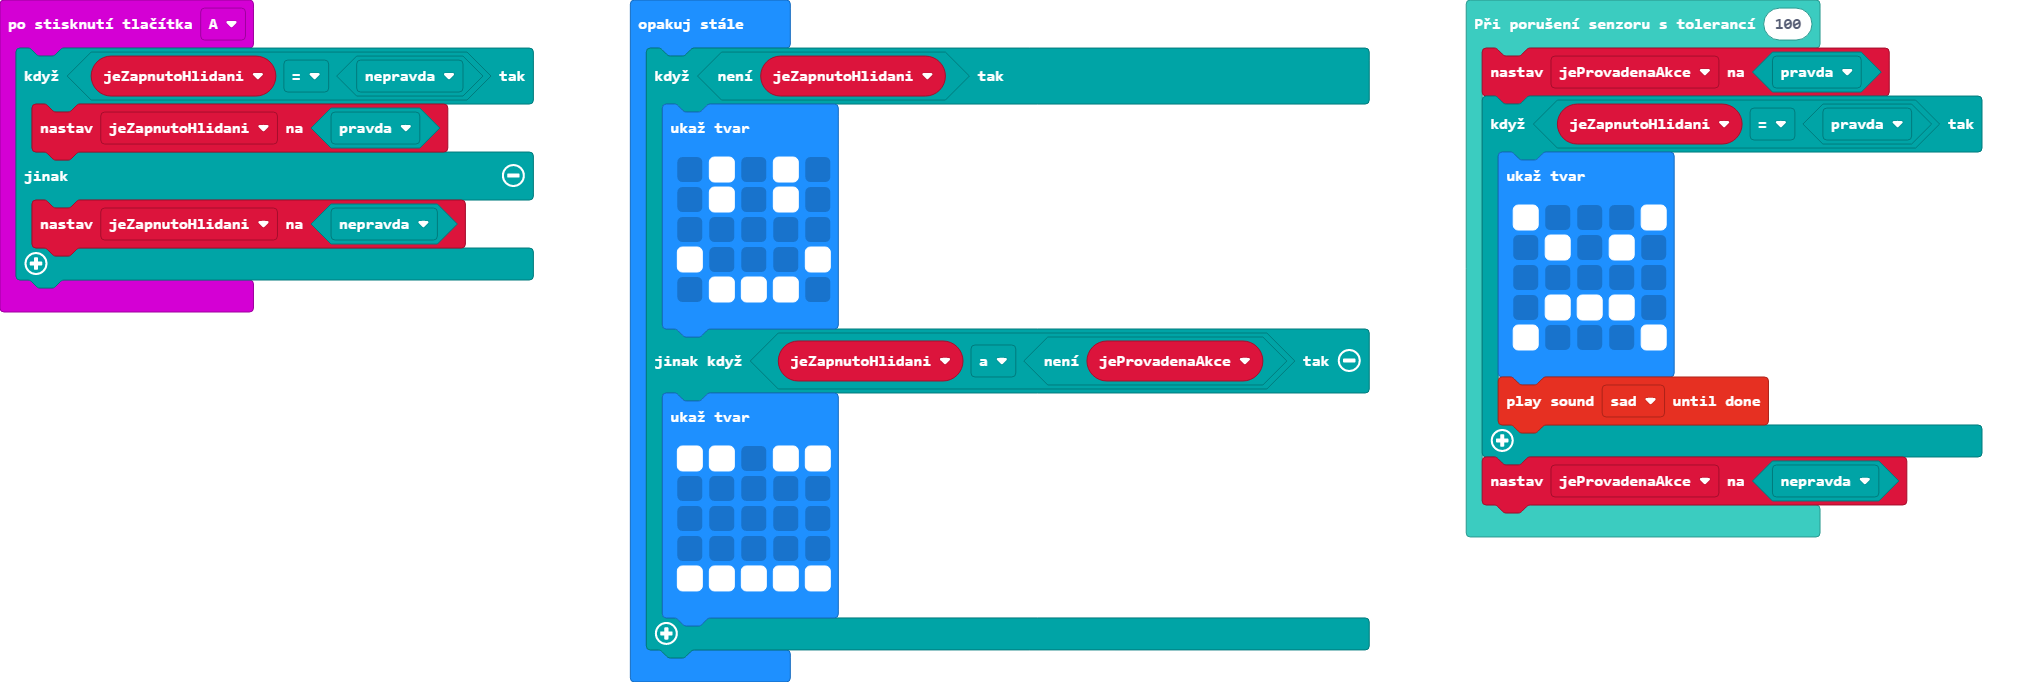 po stisknutí tlačítka A
když jeZapnutoHlidani = nepravda tak
nastav jeZapnutoHlidani na pravda
jinak
nastav jeZapnutoHlidani na nepravda
opakuj stále
když není jeZapnutoHlidani tak
ukaž tvar
jinak když jeZapnutoHlidani a není jeProvadenaAkce tak
ukaž tvar
Při porušení senzoru s tolerancí 100
nastav jeProvadenaAkce na pravda
když jeZapnutoHlidani = pravda tak
ukaž tvar
play sound sad until done
nastav jeProvadenaAkce na nepravda